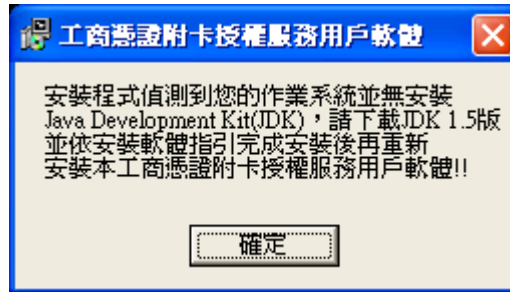 工商憑證附卡授權服務用戶軟體
安裝程式偵測到您的作業系統並無安裝
Java Development Kit(JDK)，請下載JDK 1.5版
並依安裝軟體指引完成安裝後再重新
安裝本工商憑證附卡授權服務用戶軟體!!
確定